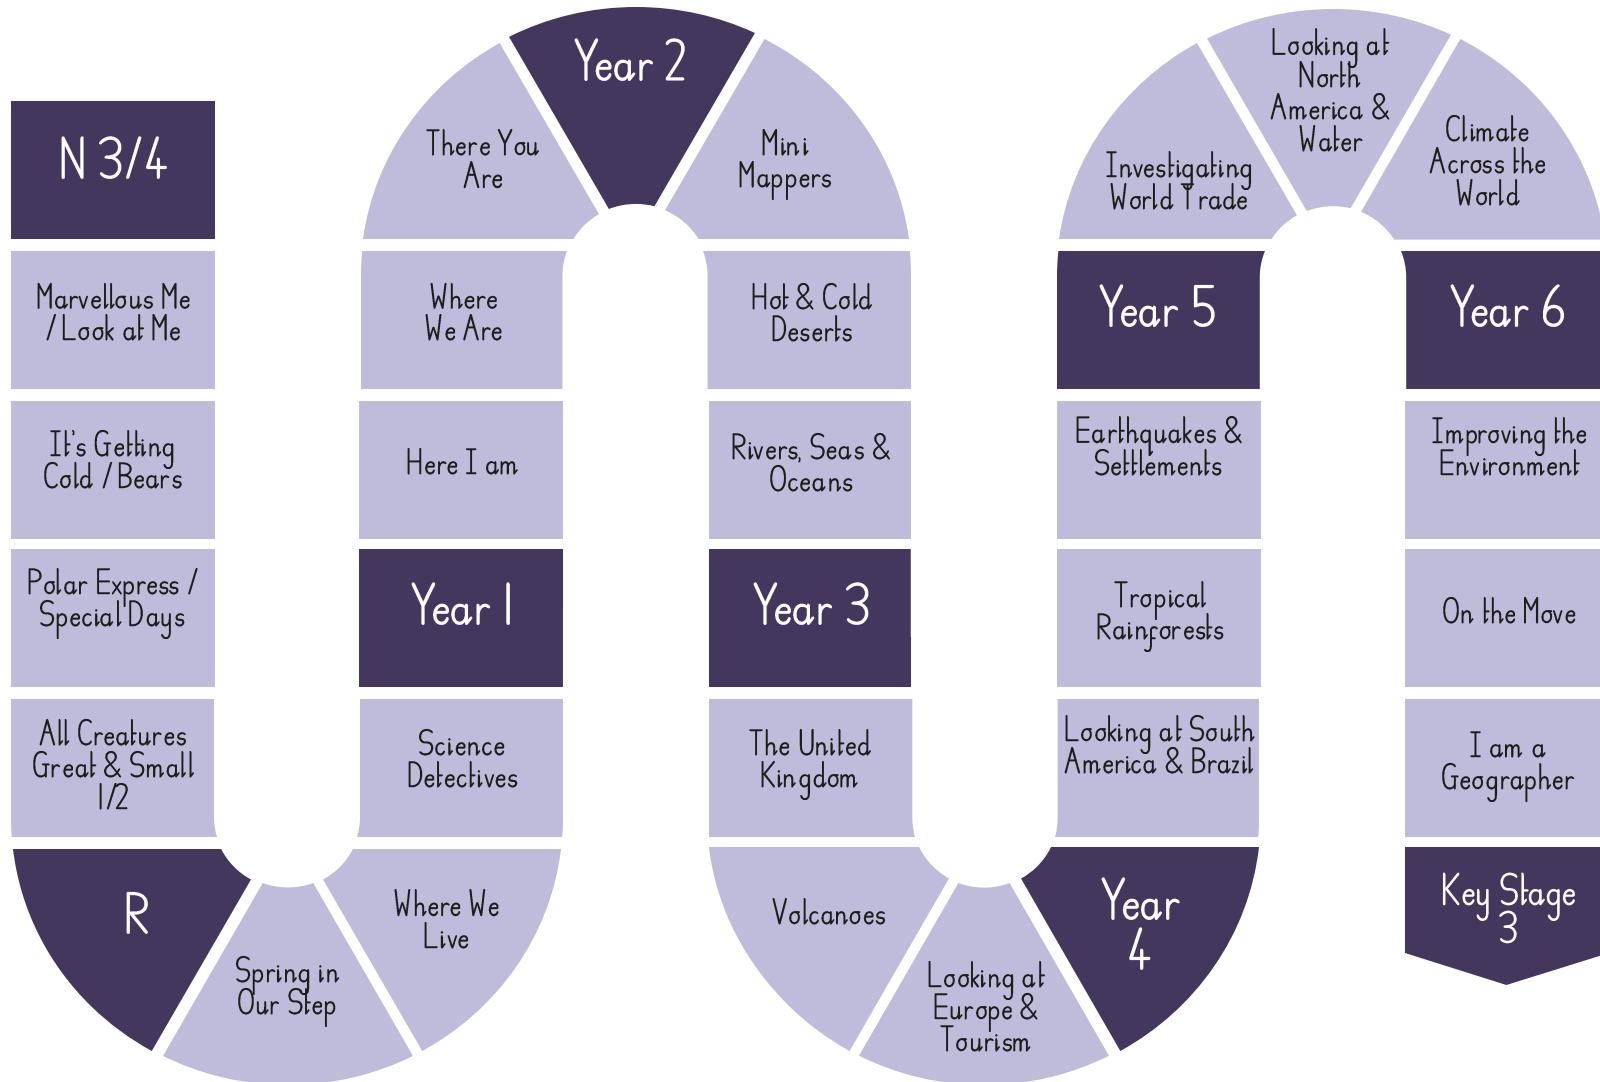 N 3/4
Marvellous Me
/ Look at Me
It's Getting
Cold / Bears
Polar Express /
Special Days
All Creatures
Great & Small
1/2
R
Spring in
Our Step
Where We
Live
Science
Detectives
Year 1
Here I am
Where
We Are
There You
Are
Year 2
Mini
Mappers
Hot & Cold
Deserts
Rivers, Seas &
Oceans
Year 3
The United
Kingdom
Volcanoes
Looking at
Europe &
Tourism
Year
4
Looking at South
America & Brazil
Tropical
Rainforests
Earthquakes &
Settlements
Year 5
Investigating
World Trade
Looking at
North
America &
Water
Climate
Across the
World
Year 6
Improving the
Environment
On the Move
I am a
Geographer
Key Stage
3